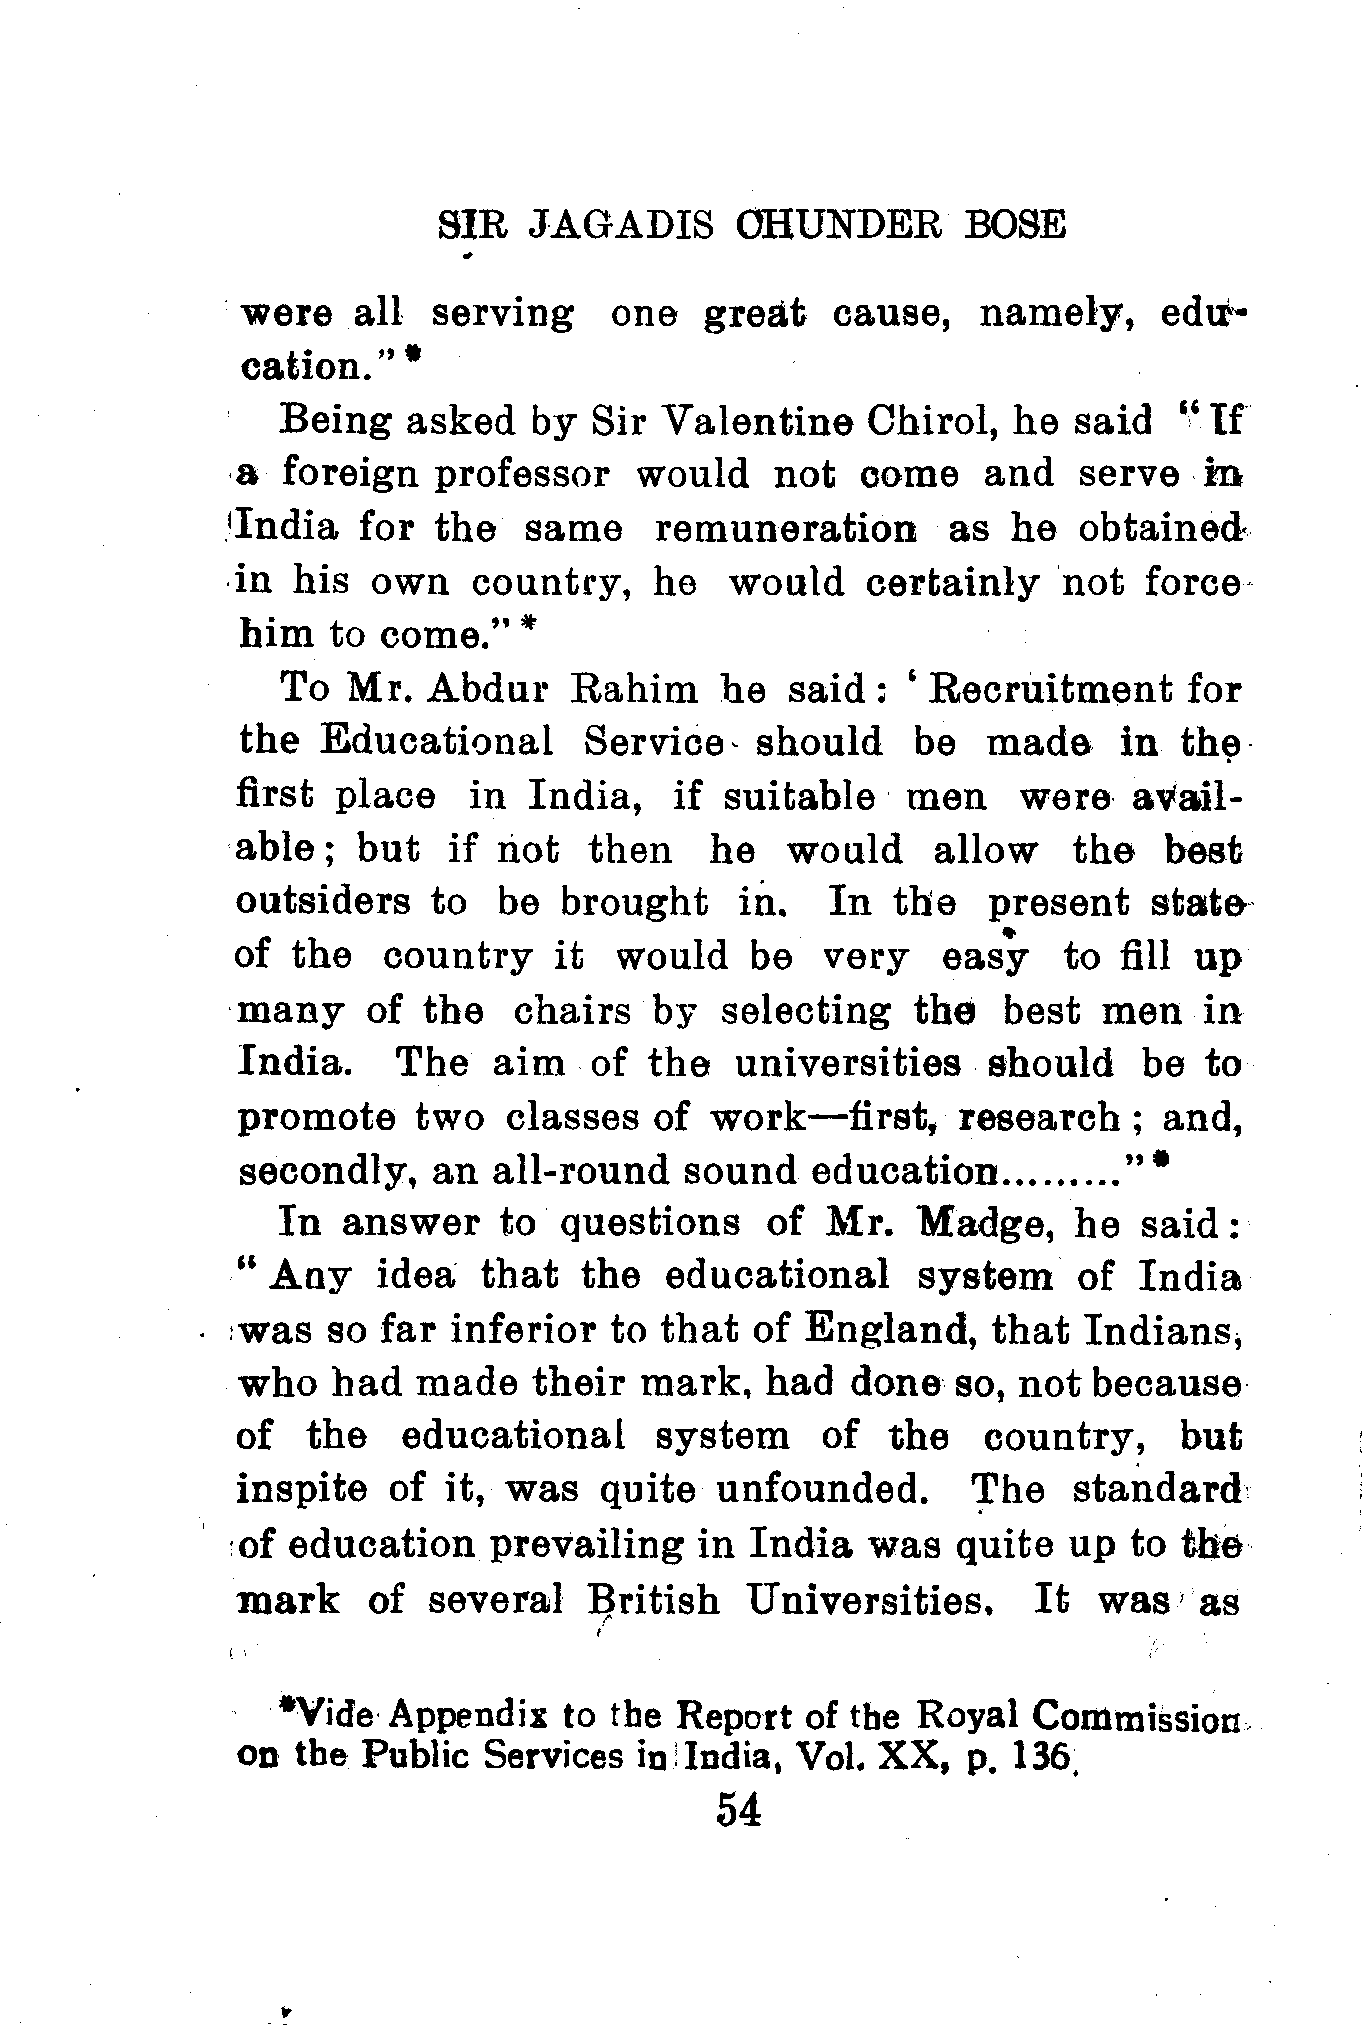 SIR JAGADIS CHUNDER BOSE
were all serving one great cause, namely, edu-
cation."*
Being asked by Sir Valentine Chirol, he said "If
a foreign professor would not come and serve in
India for the same remuneration as he obtained
in his own country, he would certainly not force
him to come."*
To Mr. Abdur Rahim he said: 'Recruitment for
the Educational Service should be made in the
first place in India, if suitable men were avail-
able; but if not then he would allow the best
outsiders to be brought in. In the present state
of the country it would be very easy to fill up
many of the chairs by selecting the best men in
India. The aim of the universities should be to
promote two classes of work—first, research; and,
secondly, an all-round sound education........."*
In answer to questions of Mr. Madge, he said:
"Any idea that the educational system of India
was so far inferior to that of England, that Indians,
who had made their mark, had done so, not because
of the educational system of the country, but
inspite of it, was quite unfounded. The standard
of education prevailing in India was quite up to the
mark of several British Universities. It was as
*Vide Appendix to the Report of the Royal Commission
on the Public Services in India, Vol. XX, p. 136.
54